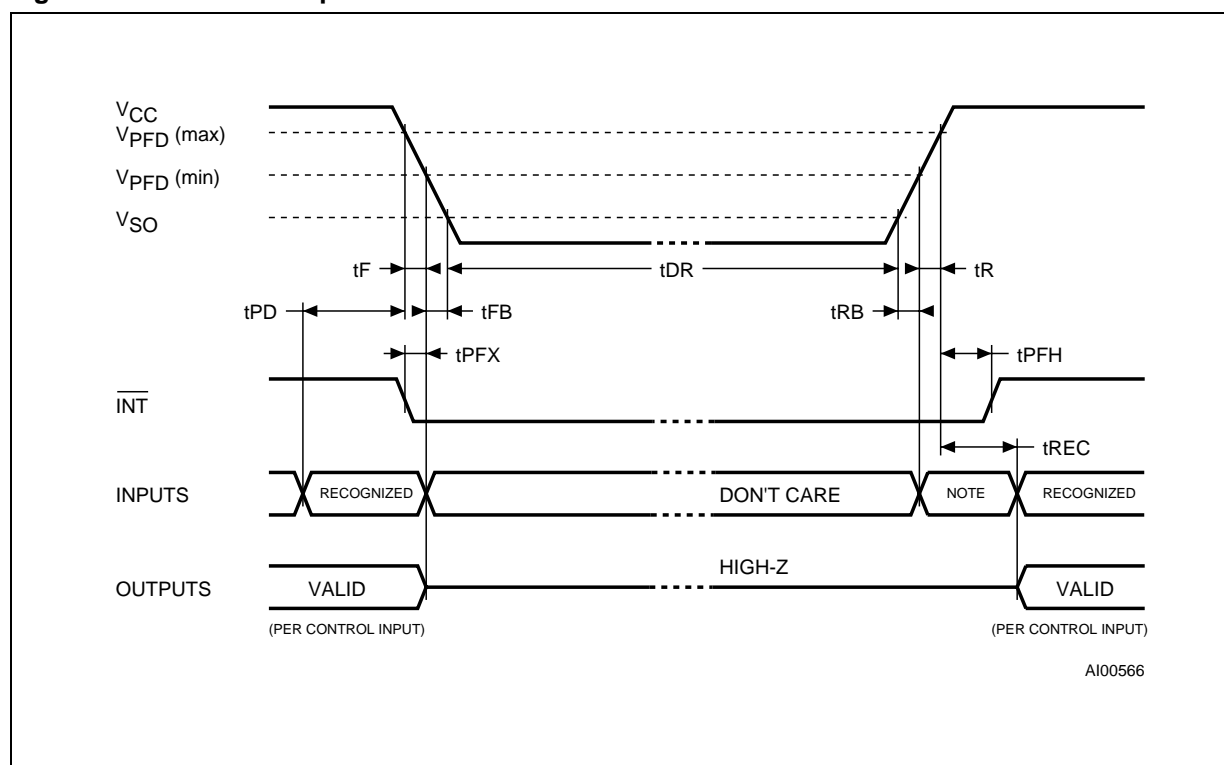 VCC
VPFD (max)
VPFD (min)
VSO
tF
tDR
tR
tPD
tFB
tRB
tPFX
tPFH
INT
tREC
INPUTS
RECOGNIZED
DON'T CARE
NOTE
RECOGNIZED
HIGH-Z
OUTPUTS
VALID
VALID
(PER CONTROL INPUT)
(PER CONTROL INPUT)
AI00566